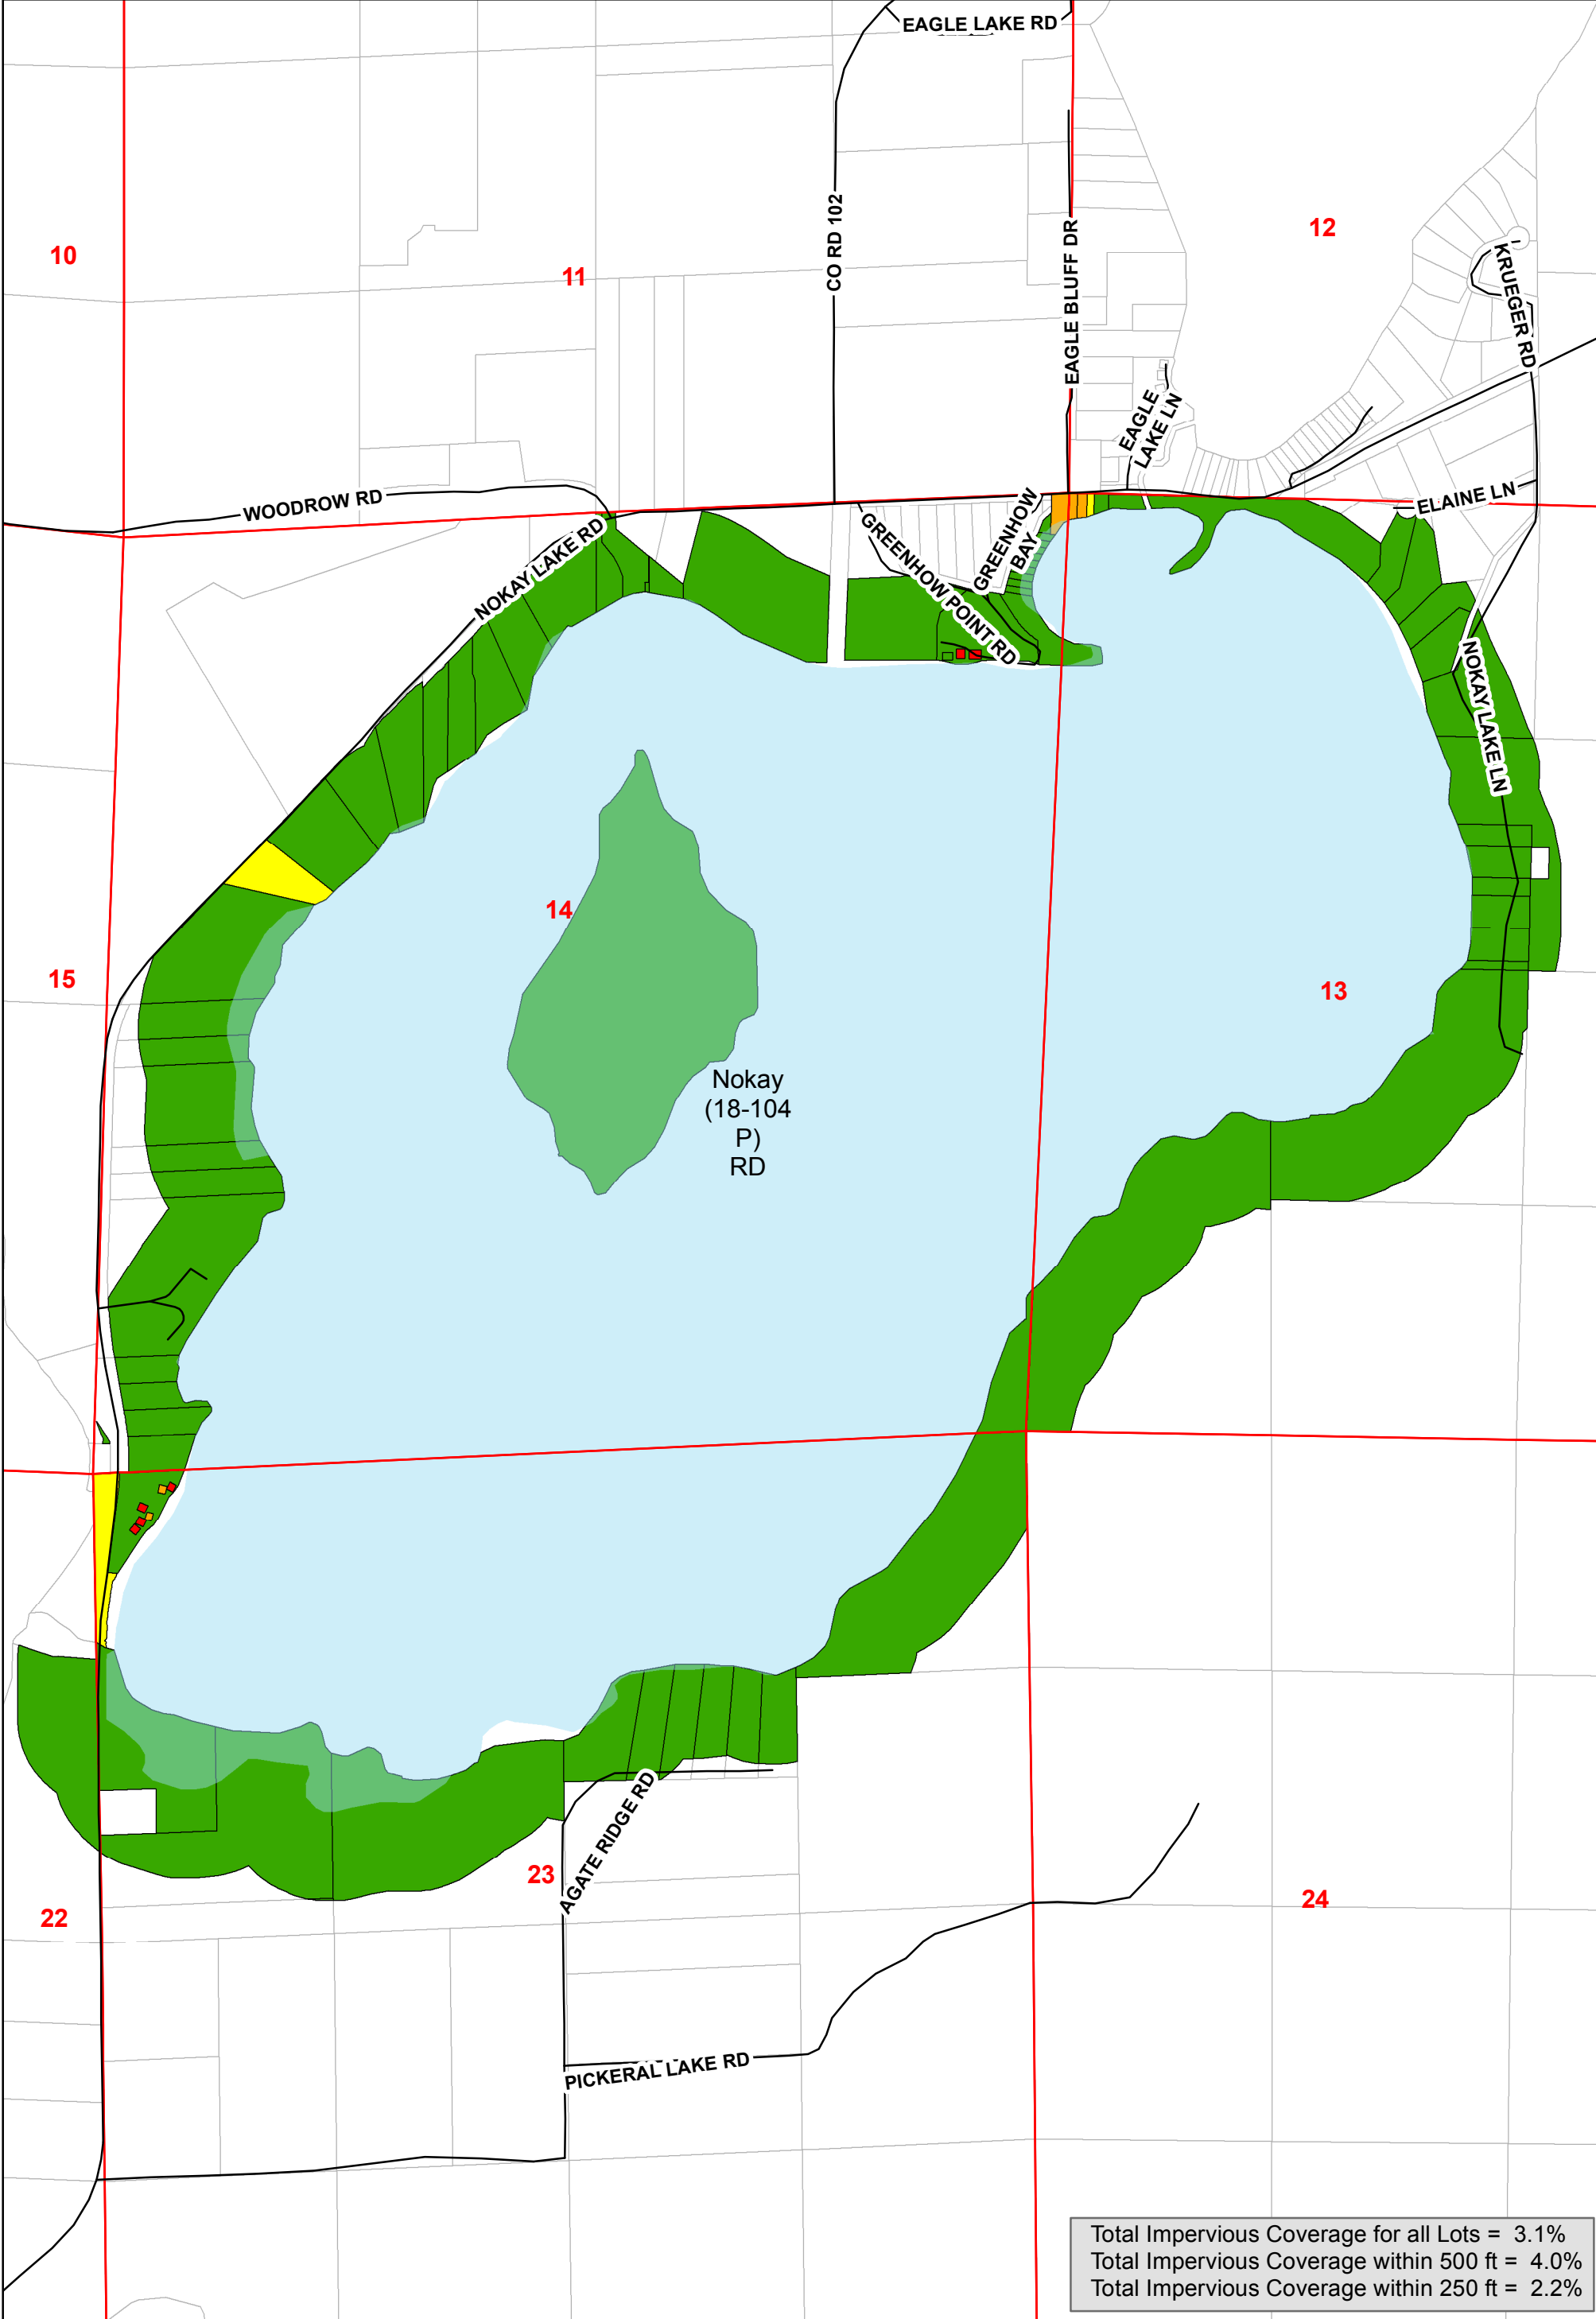 EAGLE LAKE RD
CO RD 102
EAGLE BLUFF DR
12
10
11
KRUEGER RD
EAGLE
LAKE LN
WOODROW RD
ELAINE LN
NOKAY LAKE RD
GREENHOW POINT RD
GREENHOW
BAY
NOKAY LAKE LN
14
15
13
Nokay
(18-104
P)
RD
AGATE RIDGE RD
23
22
24
PICKERAL LAKE RD
Total Impervious Coverage for all Lots = 3.1%
Total Impervious Coverage within 500 ft = 4.0%
Total Impervious Coverage within 250 ft = 2.2%